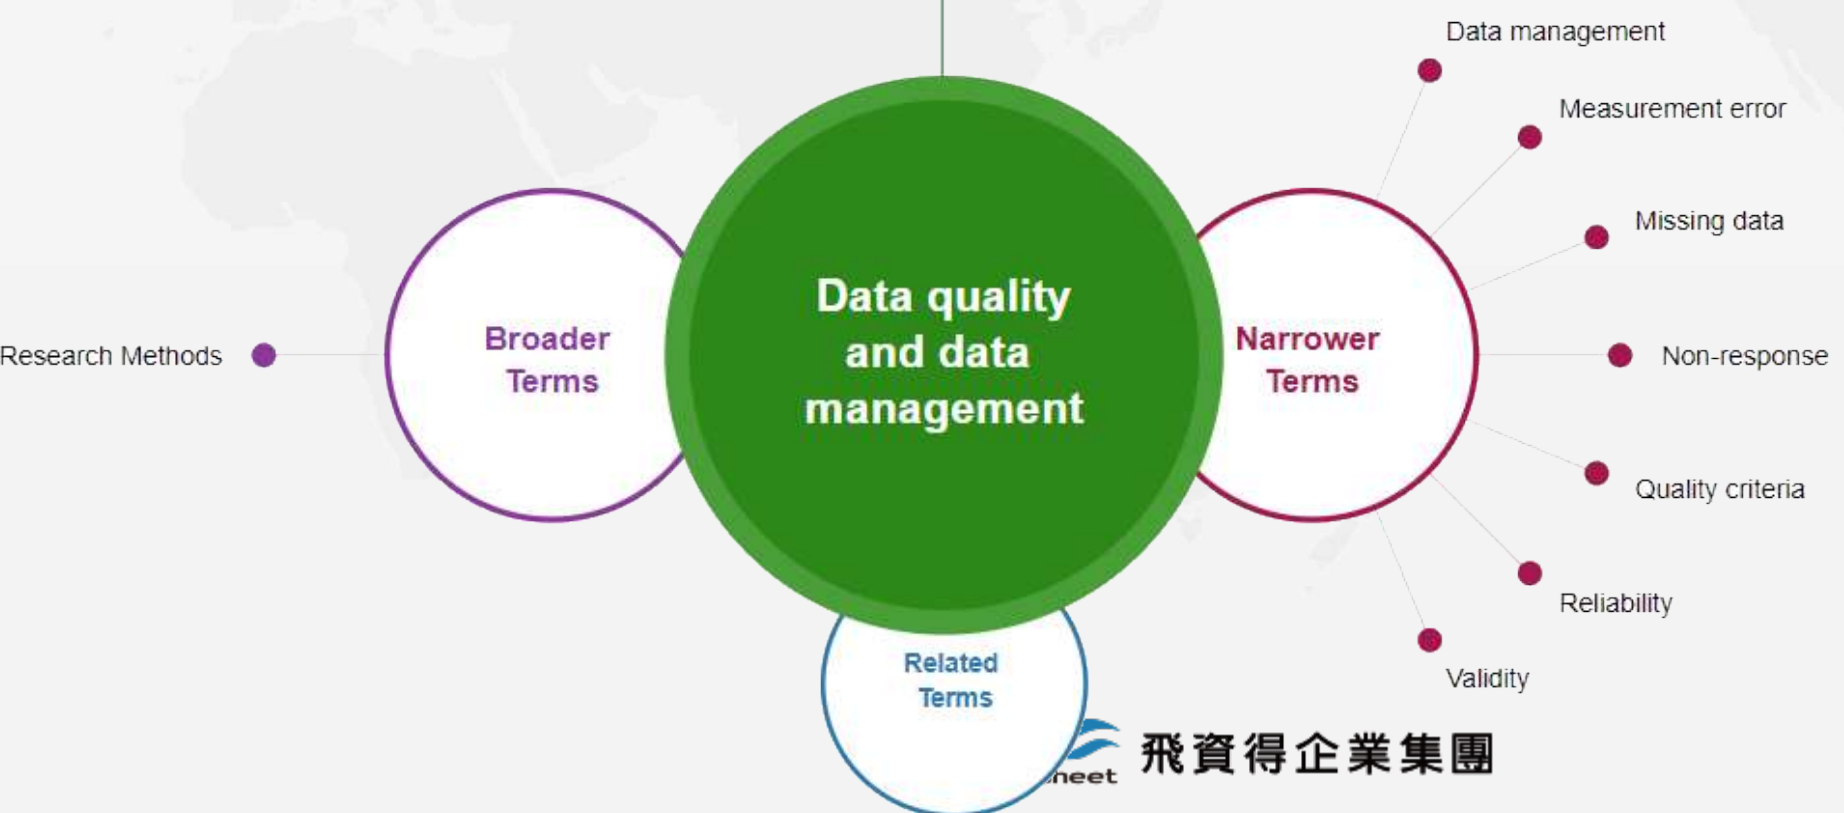 Data management
Measurement error
Missing data
Data quality
and data
management
Broader
Terms
Narrower
Terms
Research Methods
Non-response
Quality criteria
Reliability
Related
Terms
Validity
飛資得企業集團
neet